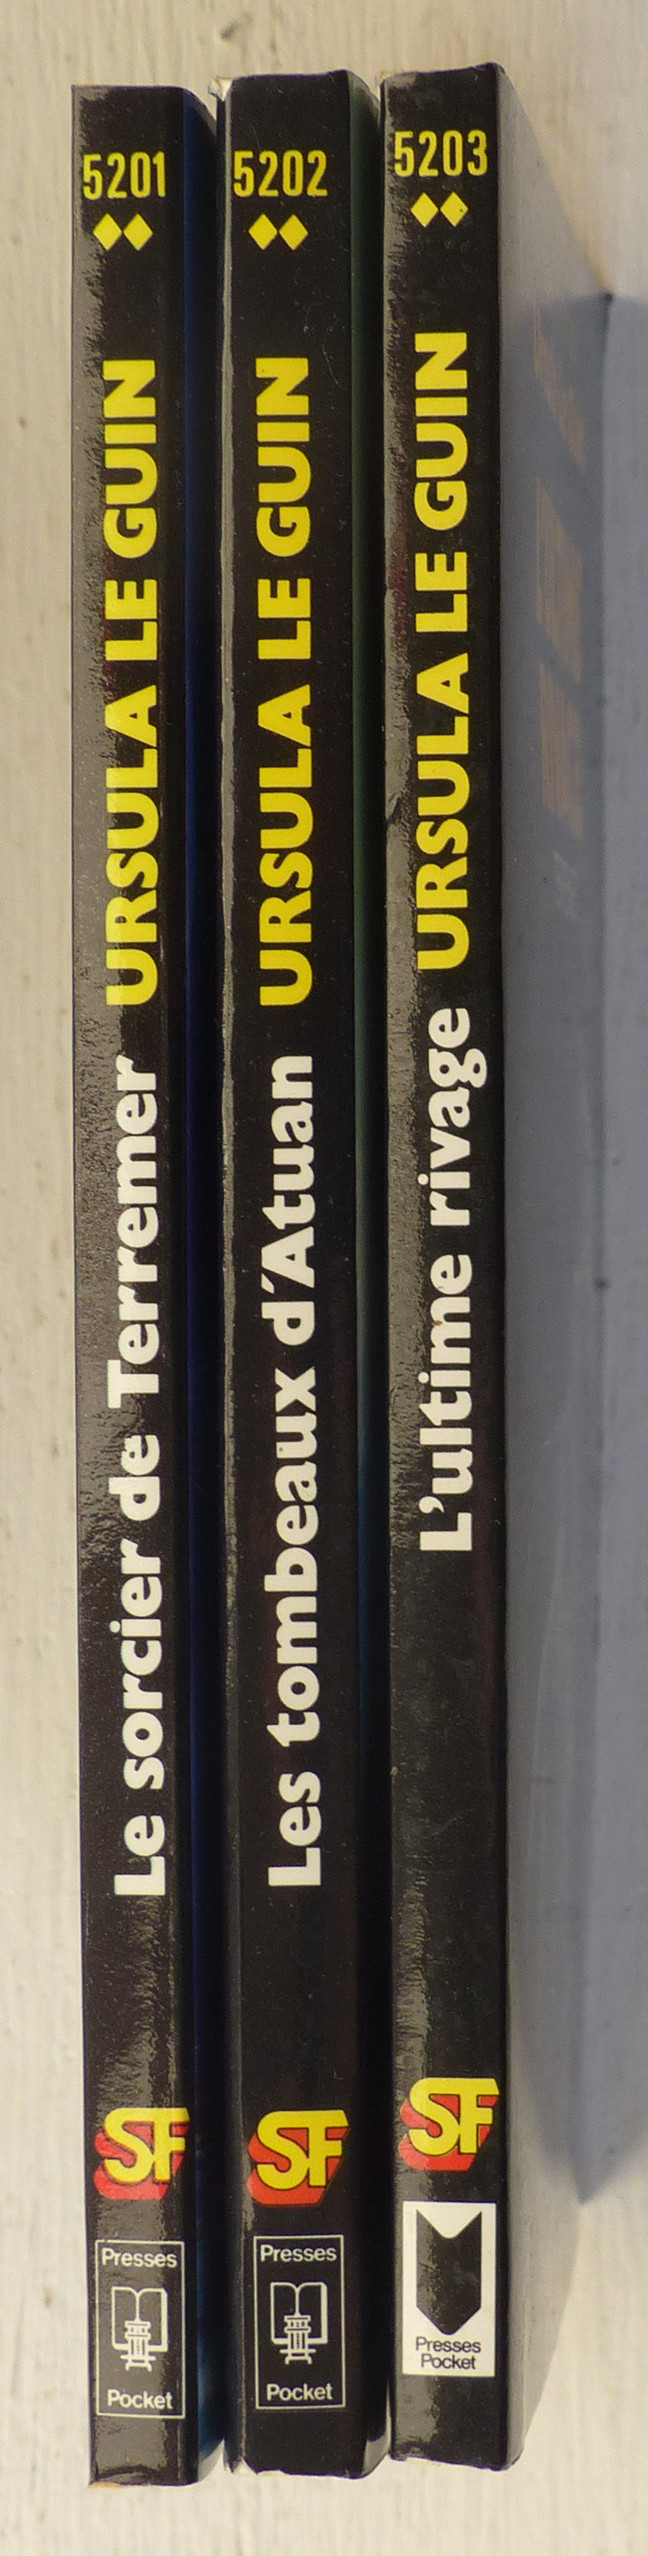 5201
URSULA LE GUIN
Le sorcier de Terremer
SF
Presses
Pocket
5202
URSULA LE GUIN
Les tombeaux d'Atuan
SF
Presses
Pocket
5203
URSULA LE GUIN
L'ultime rivage
SF
Presses
Pocket